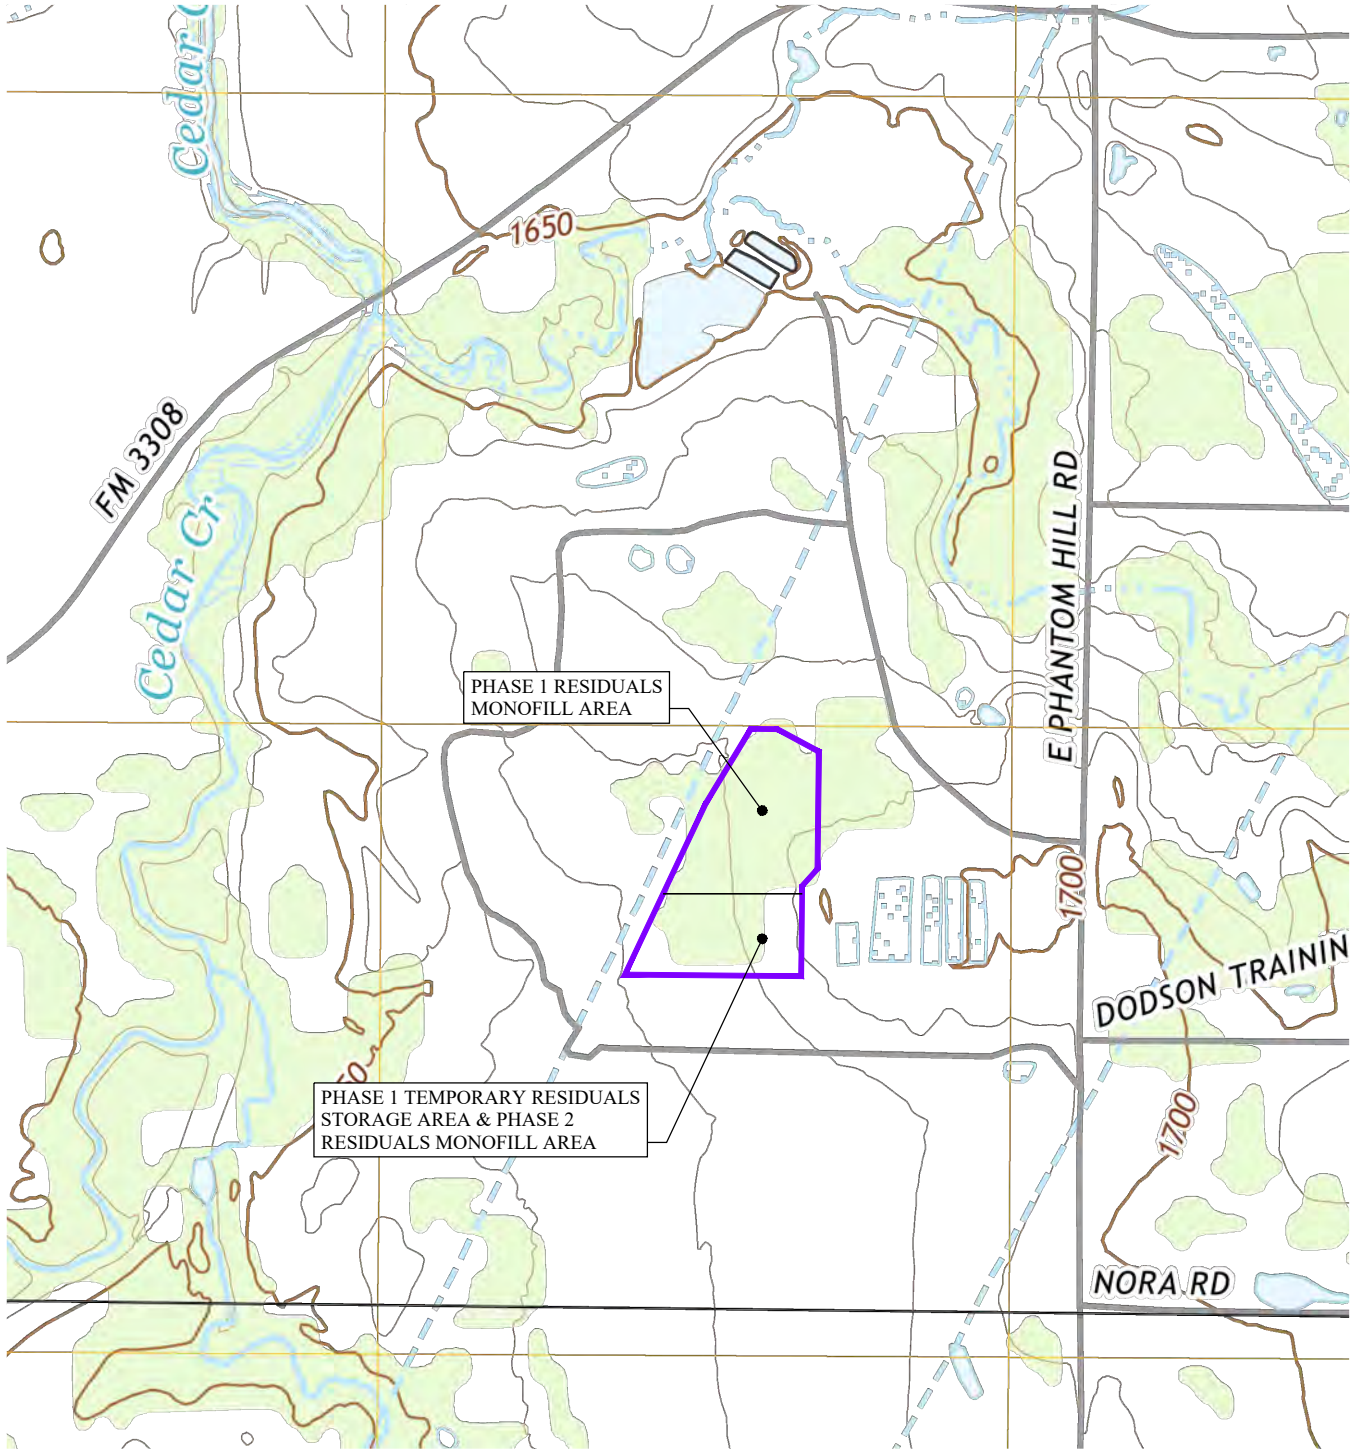 Cedar C
1650
FM 3308
Cedar Cr
E PHANTOM HILL RD
PHASE 1 RESIDUALS
MONOFILL AREA
1700
DODSON TRAININ
50
PHASE 1 TEMPORARY RESIDUALS
STORAGE AREA & PHASE 2
RESIDUALS MONOFILL AREA
1700
NORA RD